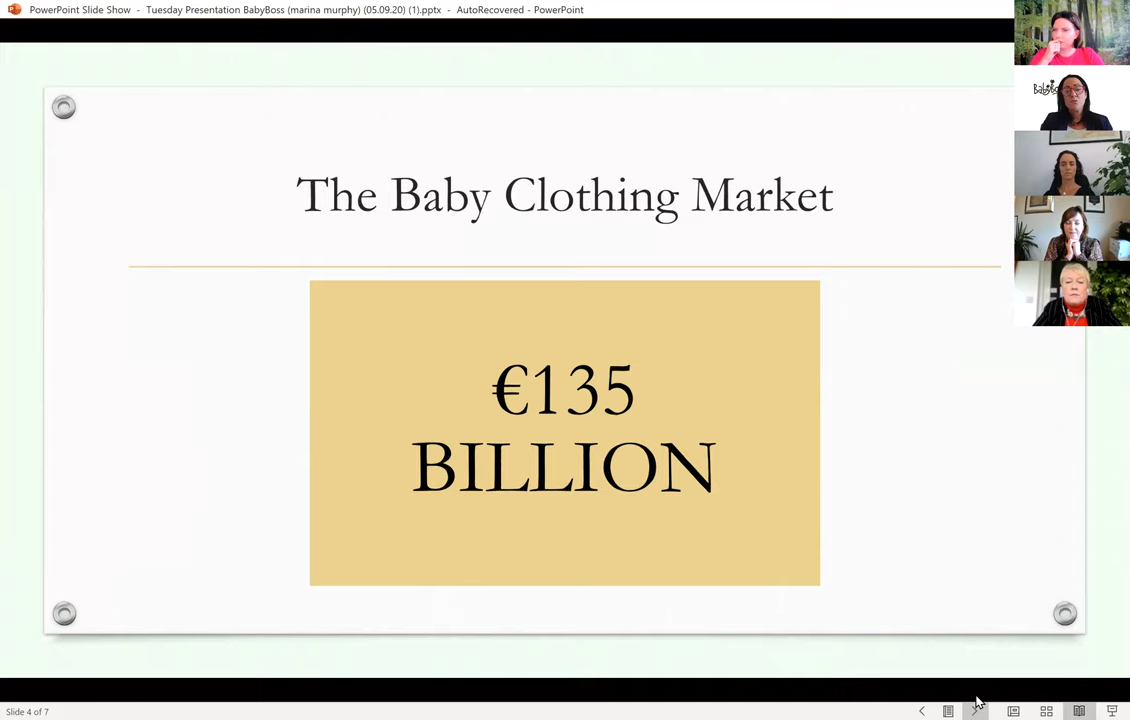 PowerPoint Slide Show - Tuesday Presentation BabyBoss (marina murphy) (05.09.20) (1).pptx - AutoRecovered - PowerPoint
The Baby Clothing Market
€135
BILLION
Slide 4 of 7